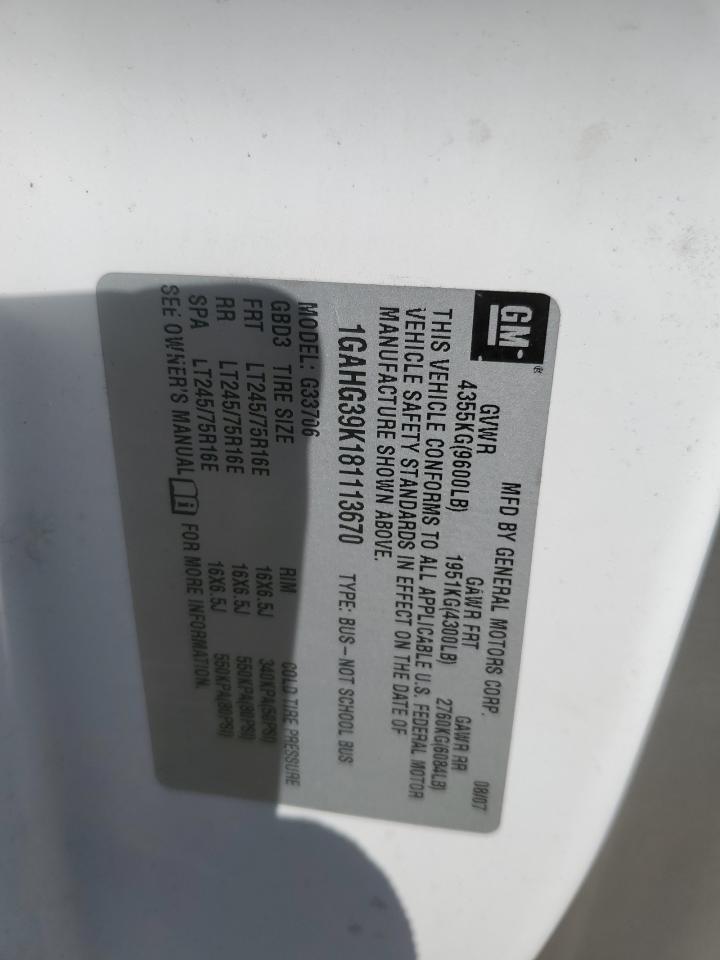 GM
®
MFD BY GENERAL MOTORS CORP. 08/07
GVWR GAWR FRT GAWR RR
4355KG(9600LB) 1951KG(4300LB) 2760KG(6084LB)
THIS VEHICLE CONFORMS TO ALL APPLICABLE U.S. FEDERAL MOTOR
VEHICLE SAFETY STANDARDS IN EFFECT ON THE DATE OF
MANUFACTURE SHOWN ABOVE.
1GAHG39K181113670 TYPE: BUS–NOT SCHOOL BUS
MODEL: G33706
GBD3 TIRE SIZE RIM COLD TIRE PRESSURE
FRT LT245/75R16E 16X6.5J 340KPA(50PSI)
RR LT245/75R16E 16X6.5J 550KPA(80PSI)
SPA LT245/75R16E 16X6.5J 550KPA(80PSI)
SEE OWNER'S MANUAL i FOR MORE INFORMATION.